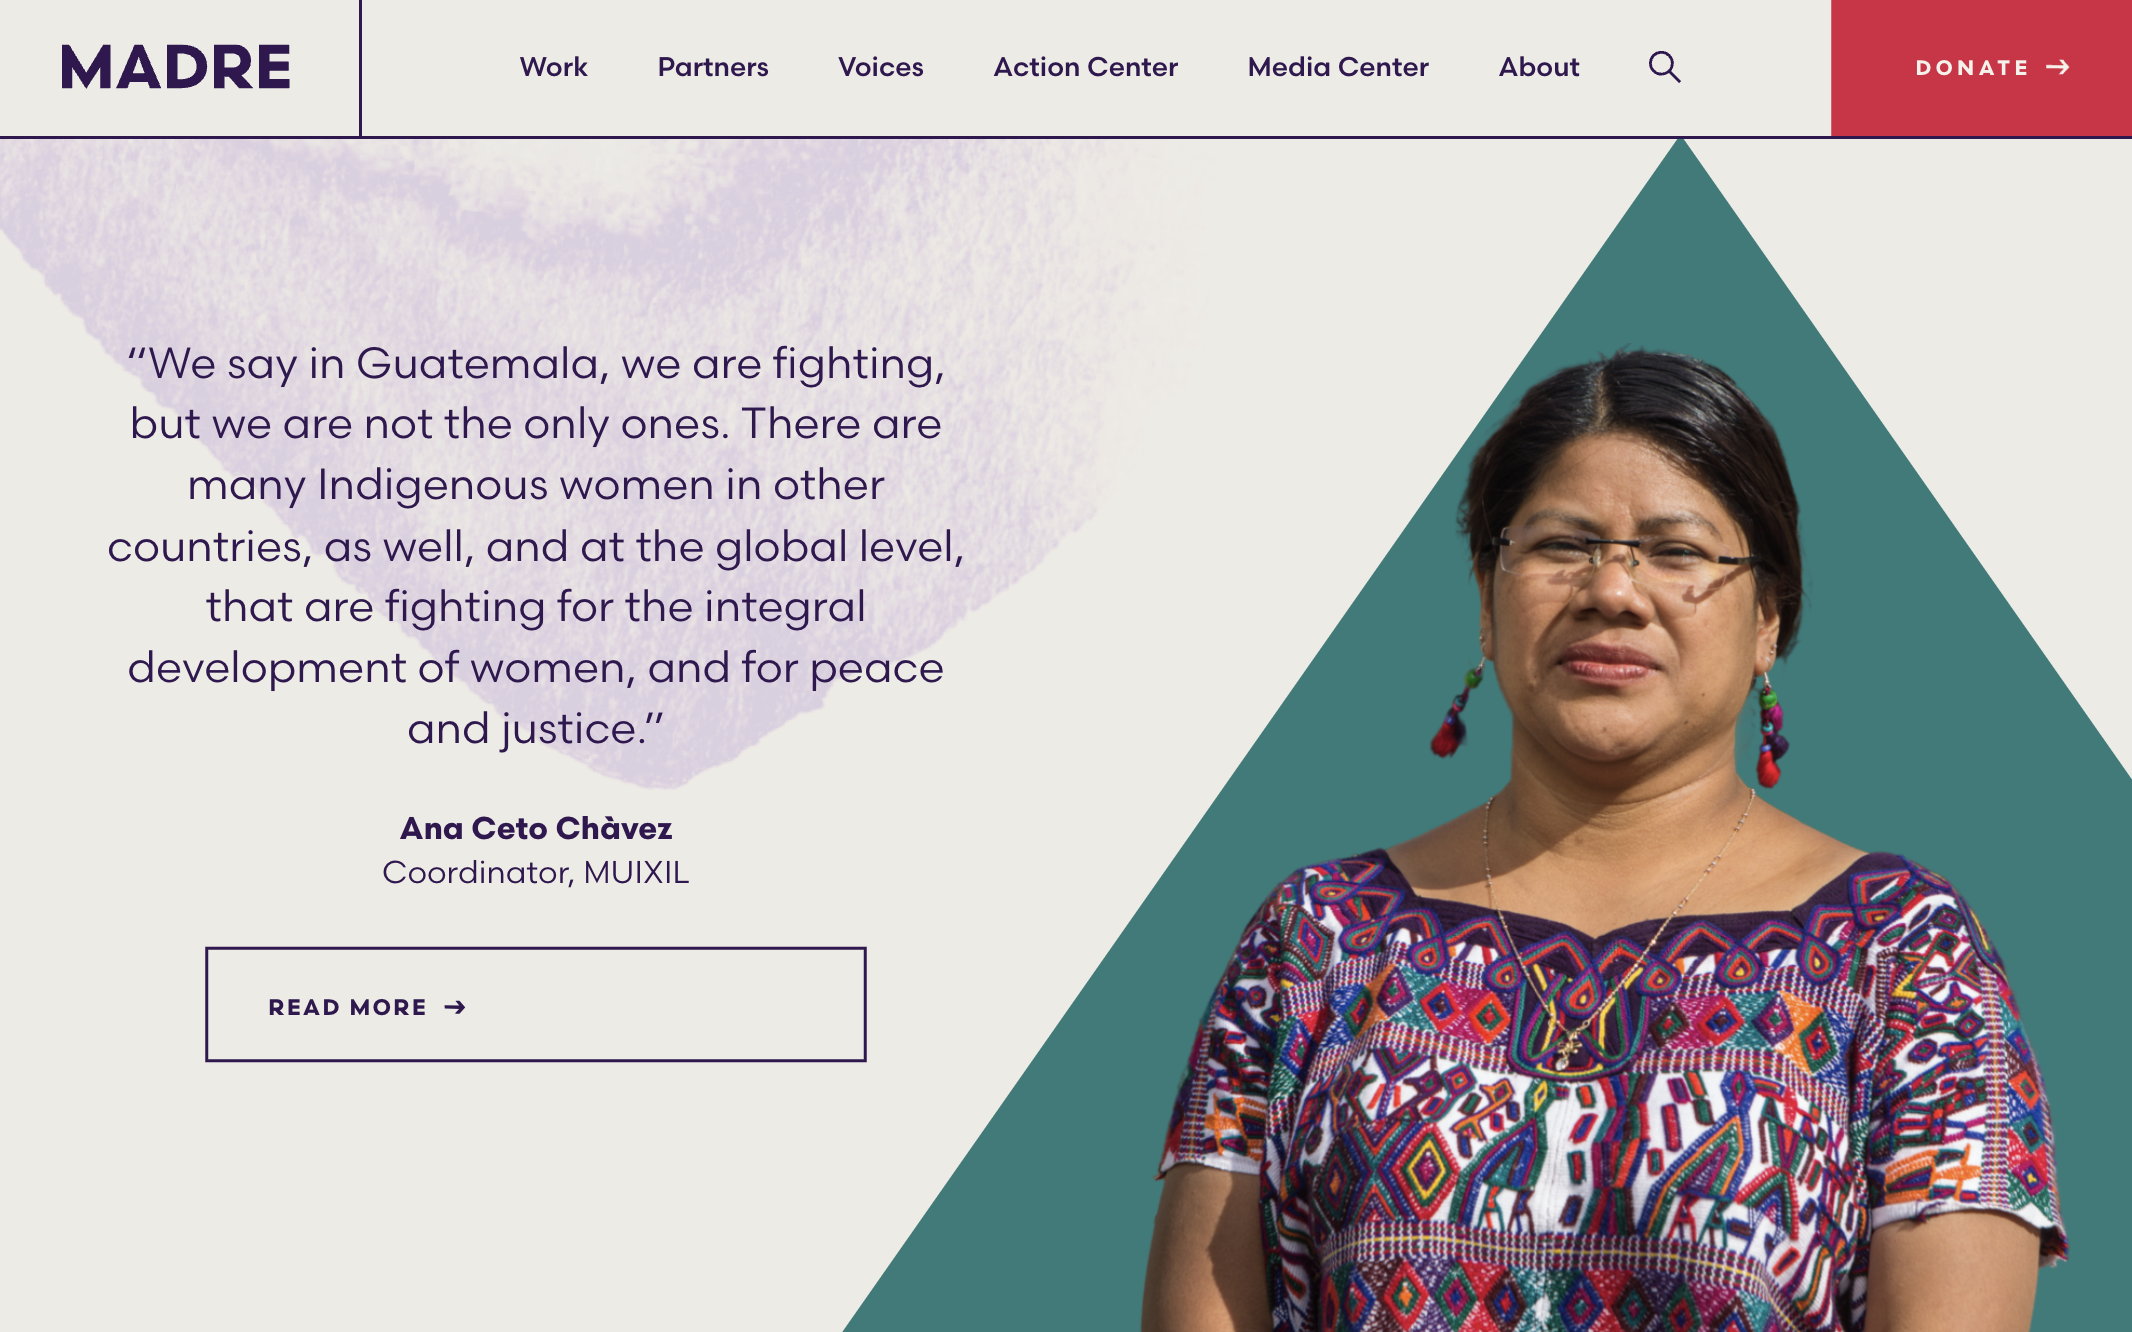 MADRE
Work Partners Voices Action Center Media Center About
DONATE →
“We say in Guatemala, we are fighting,
but we are not the only ones. There are
many Indigenous women in other
countries, as well, and at the global level,
that are fighting for the integral
development of women, and for peace
and justice.”
Ana Ceto Chàvez
Coordinator, MUIXIL
READ MORE →